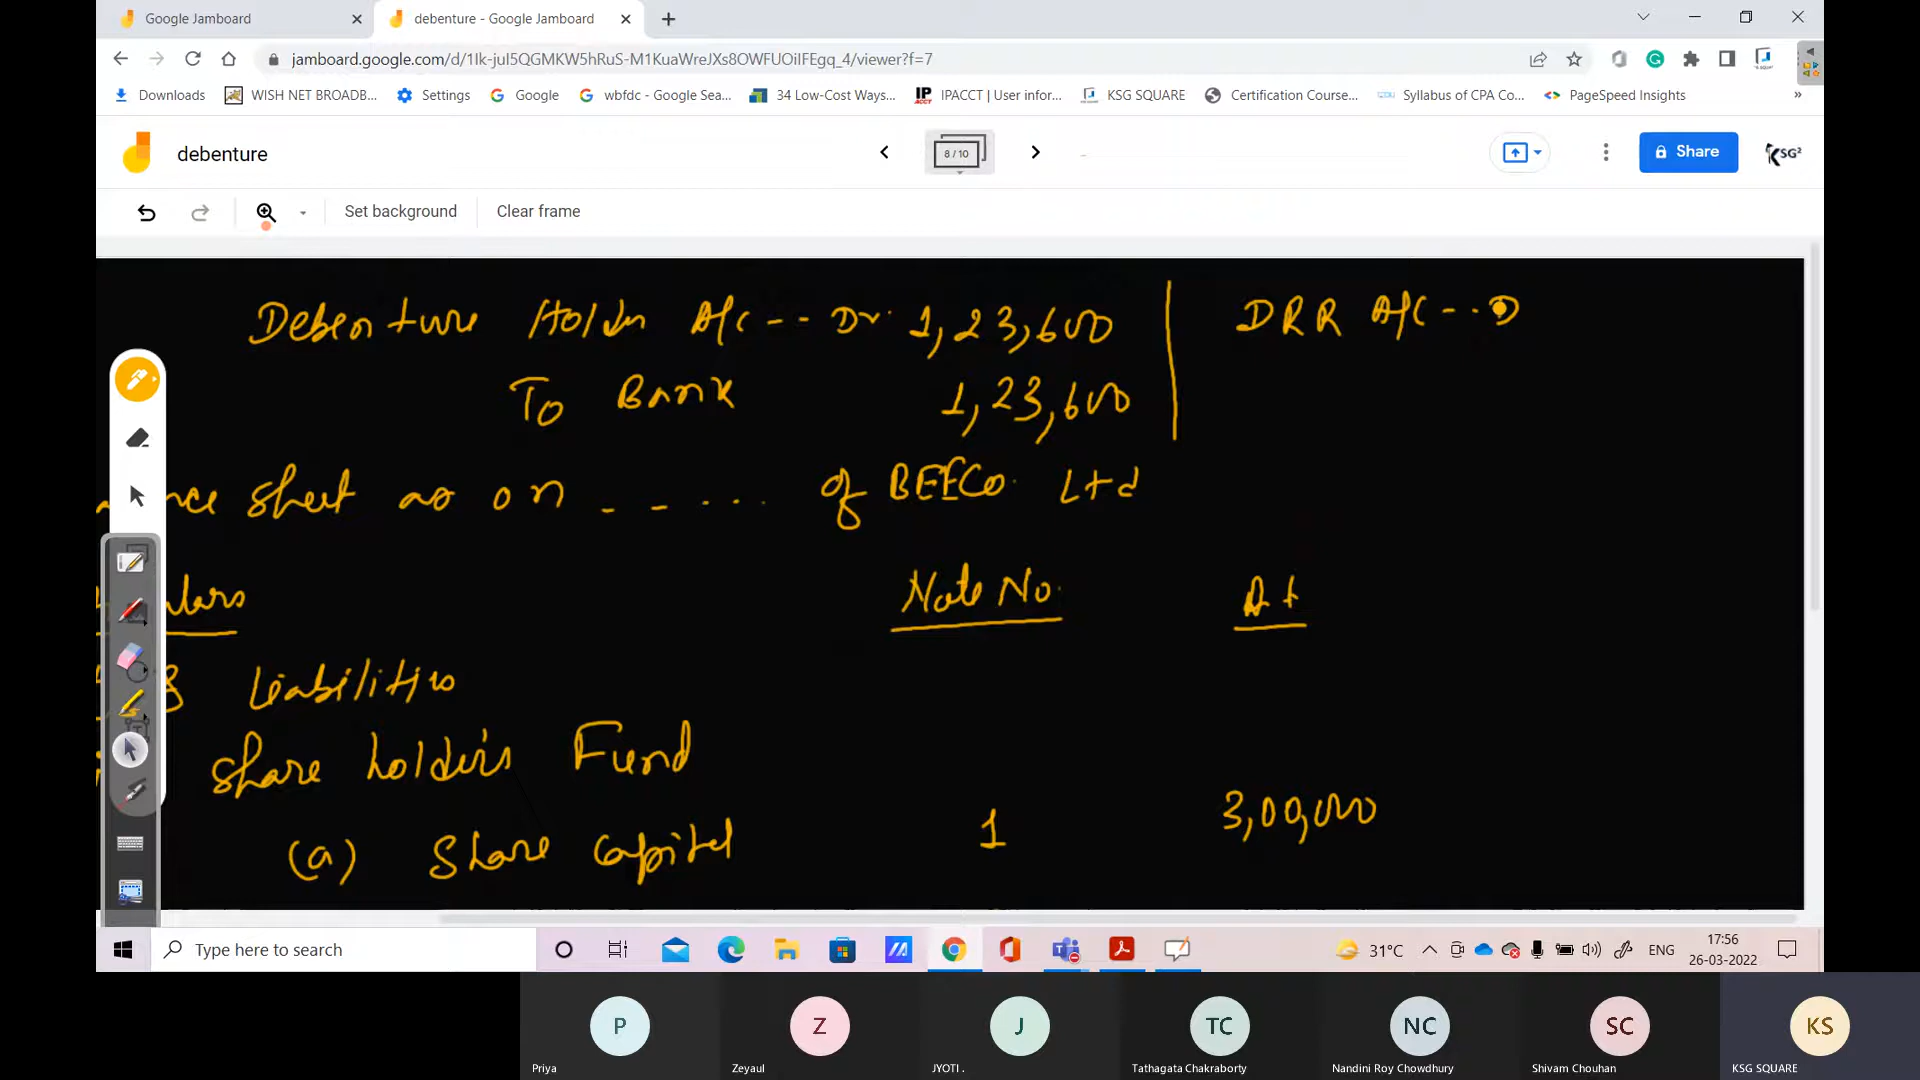 Google Jamboard
debenture - Google Jamboard
jamboard.google.com/d/1Ik-juI5QGMKW5hRuS-M1KuaWreJXs8OWFUOiIFEgq_4/viewer?f=7
Downloads WISH NET BROADB... Settings Google wbfdc - Google Sea... 34 Low-Cost Ways... IPACCT | User infor... KSG SQUARE Certification Course... Syllabus of CPA Co... PageSpeed Insights »
debenture
8 / 10
Share
KSG²
Set background Clear frame
Debenture Holder A/C -- Dr. 1,23,600
To Bank 1,23,600
DRR A/C --- D
nce sheet as on - - .... of BEECO Ltd
ulars Note No. At
& Liabilities
Share holder's Fund
(a) Share capital 1 3,00,000
Type here to search
31°C ENG 17:56
26-03-2022
P Z J TC NC SC KS
Priya Zeyaul JYOTI . Tathagata Chakraborty Nandini Roy Chowdhury Shivam Chouhan KSG SQUARE